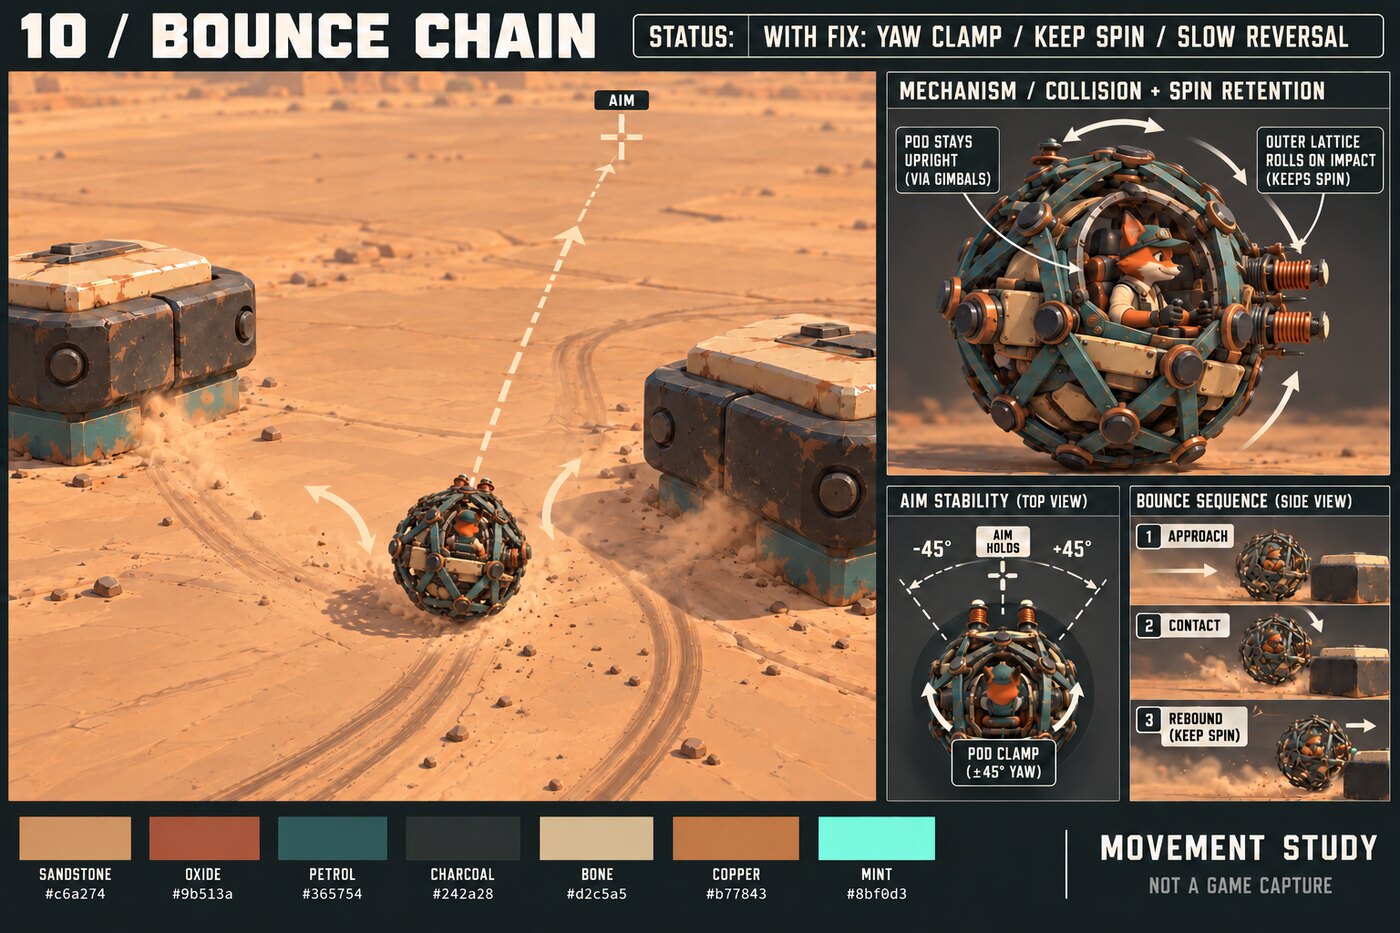 10 / BOUNCE CHAIN
STATUS: WITH FIX: YAW CLAMP / KEEP SPIN / SLOW REVERSAL
AIM
MECHANISM / COLLISION + SPIN RETENTION
POD STAYS
UPRIGHT
(VIA GIMBALS)
OUTER LATTICE
ROLLS ON IMPACT
(KEEPS SPIN)
AIM STABILITY (TOP VIEW)
-45°
AIM
HOLDS
+45°
POD CLAMP
(±45° YAW)
BOUNCE SEQUENCE (SIDE VIEW)
1 APPROACH
2 CONTACT
3 REBOUND
(KEEP SPIN)
SANDSTONE
#c6a274
OXIDE
#9b513a
PETROL
#365754
CHARCOAL
#242a28
BONE
#d2c5a5
COPPER
#b77843
MINT
#8bf0d3
MOVEMENT STUDY
NOT A GAME CAPTURE